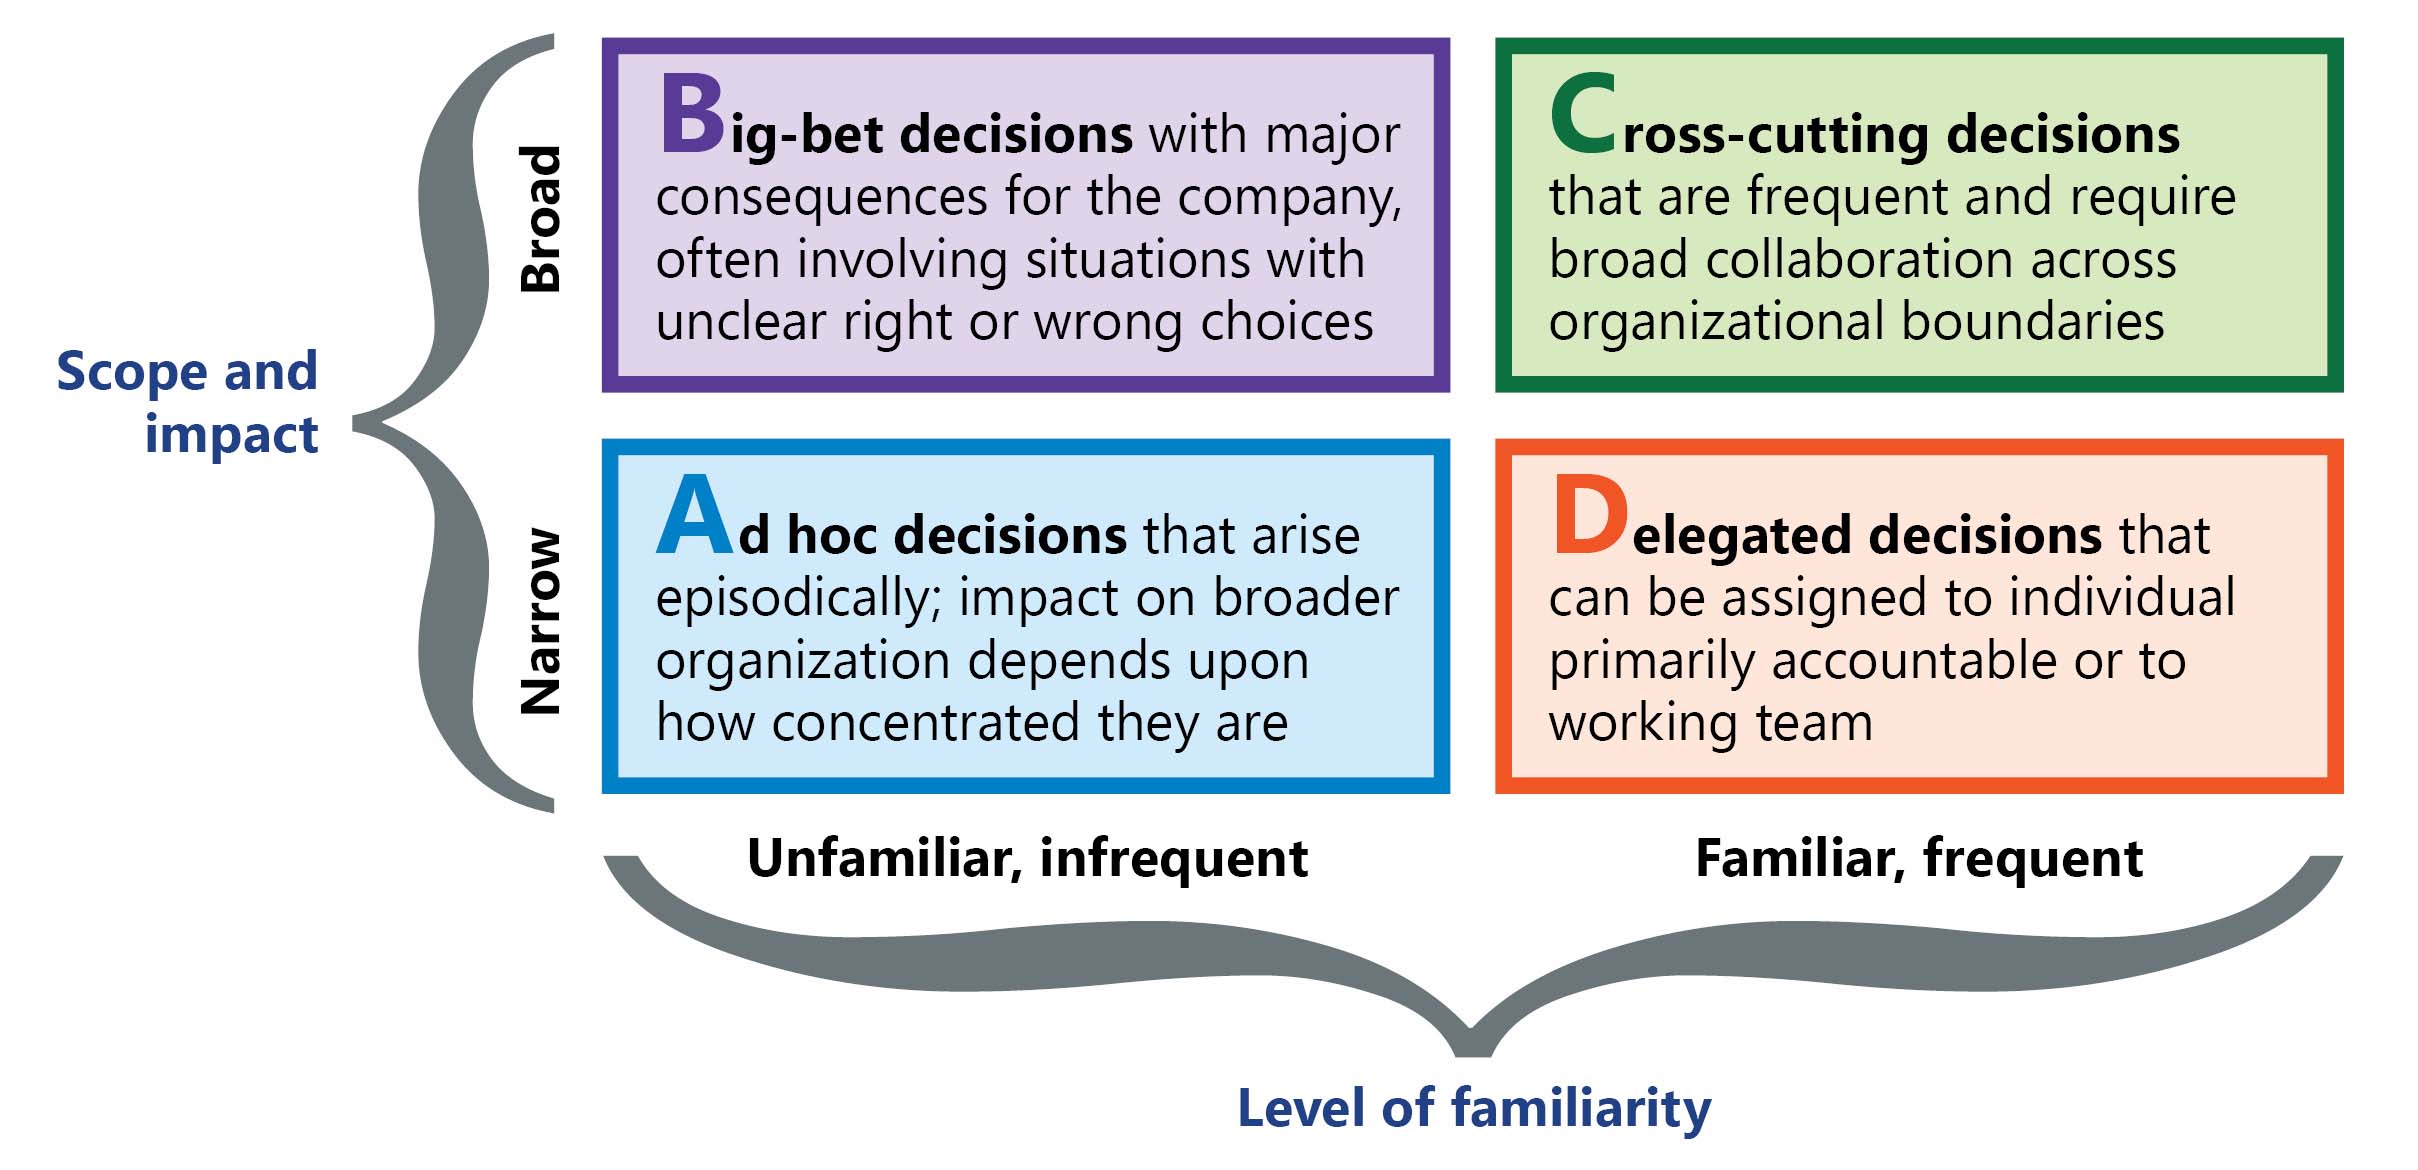 Scope and
impact
Broad
Big-bet decisions with major
consequences for the company,
often involving situations with
unclear right or wrong choices
Cross-cutting decisions
that are frequent and require
broad collaboration across
organizational boundaries
Narrow
Ad hoc decisions that arise
episodically; impact on broader
organization depends upon
how concentrated they are
Delegated decisions that
can be assigned to individual
primarily accountable or to
working team
Unfamiliar, infrequent
Familiar, frequent
Level of familiarity